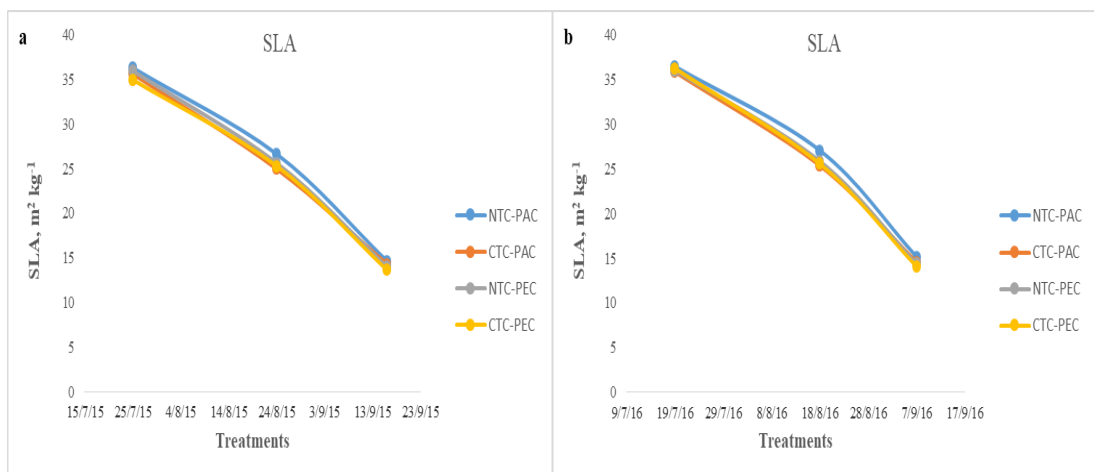 a
SLA
40
35
30
25
20
15
10
5
0
SLA, m² kg⁻¹
15/7/15 25/7/15 4/8/15 14/8/15 24/8/15 3/9/15 13/9/15 23/9/15
Treatments
NTC-PAC
CTC-PAC
NTC-PEC
CTC-PEC
b
SLA
40
35
30
25
20
15
10
5
0
SLA, m² kg⁻¹
9/7/16 19/7/16 29/7/16 8/8/16 18/8/16 28/8/16 7/9/16 17/9/16
Treatments
NTC-PAC
CTC-PAC
NTC-PEC
CTC-PEC